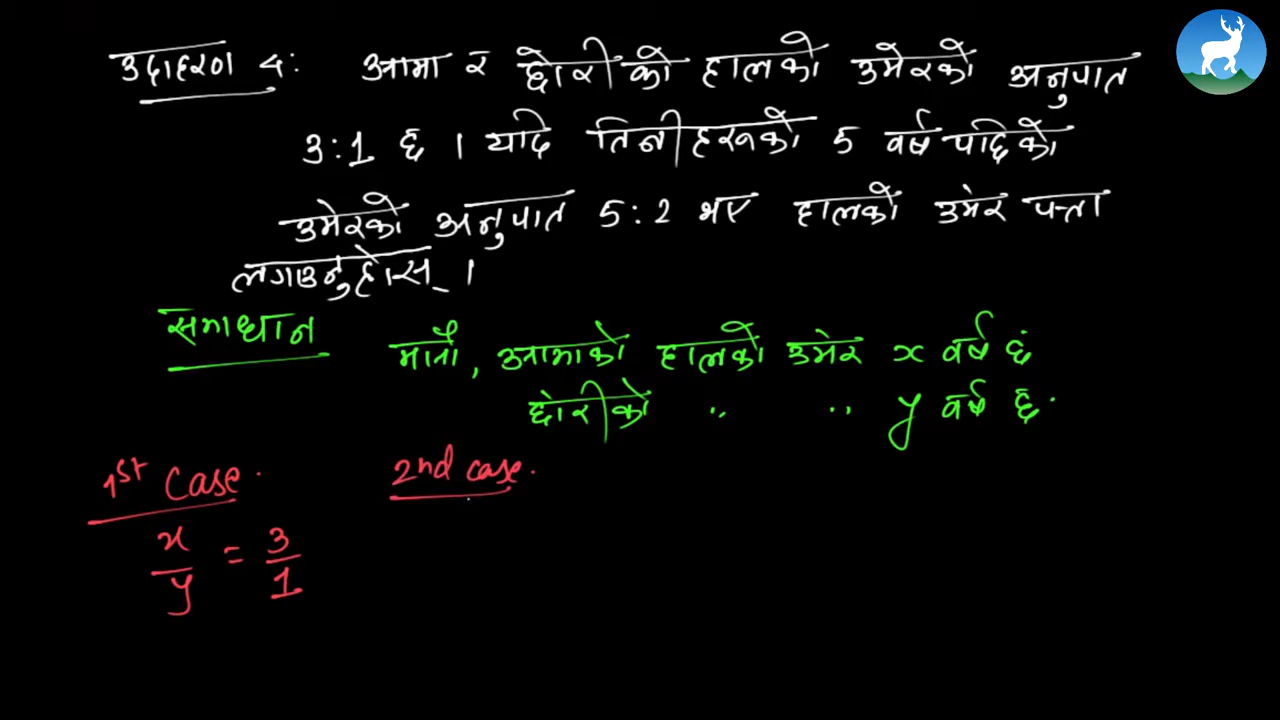 उदाहरण 4: आमा र छोरीको हालको उमेरको अनुपात
3:1 छ । यदि तिनीहरूको 5 वर्ष पछिको
उमेरको अनुपात 5:2 भए हालको उमेर पत्ता
लगाउनुहोस् ।
समाधान मानौं, आमाको हालको उमेर x वर्ष छ
छोरीको " " y वर्ष छ.
1st Case. 2nd case.
x/y = 3/1